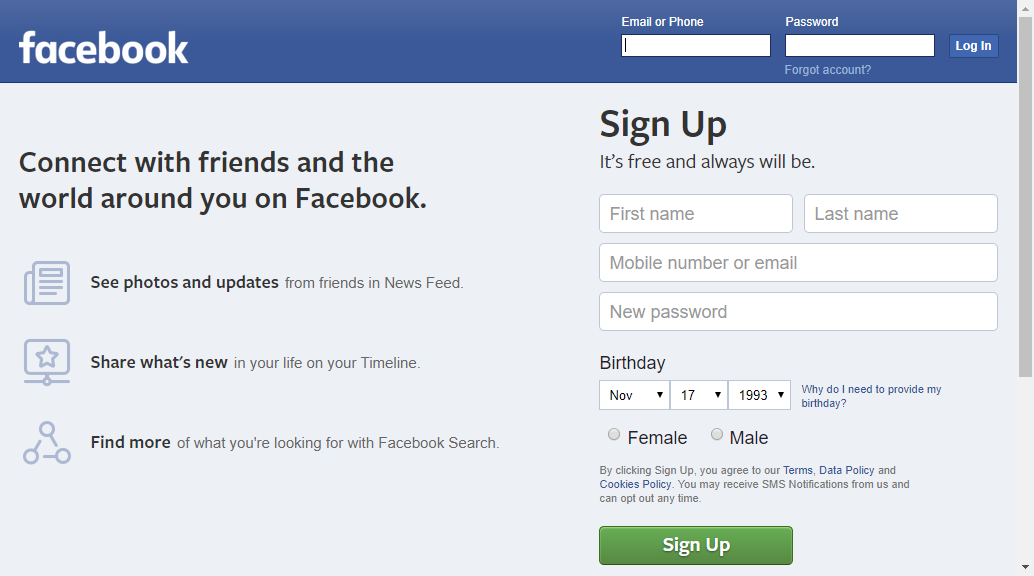 facebook
Email or Phone
Password
Log In
Forgot account?
Connect with friends and the
world around you on Facebook.
See photos and updates from friends in News Feed.
Share what's new in your life on your Timeline.
Find more of what you're looking for with Facebook Search.
Sign Up
It’s free and always will be.
First name
Last name
Mobile number or email
New password
Birthday
Nov
17
1993
Why do I need to provide my
birthday?
Female
Male
By clicking Sign Up, you agree to our Terms, Data Policy and
Cookies Policy. You may receive SMS Notifications from us and
can opt out any time.
Sign Up